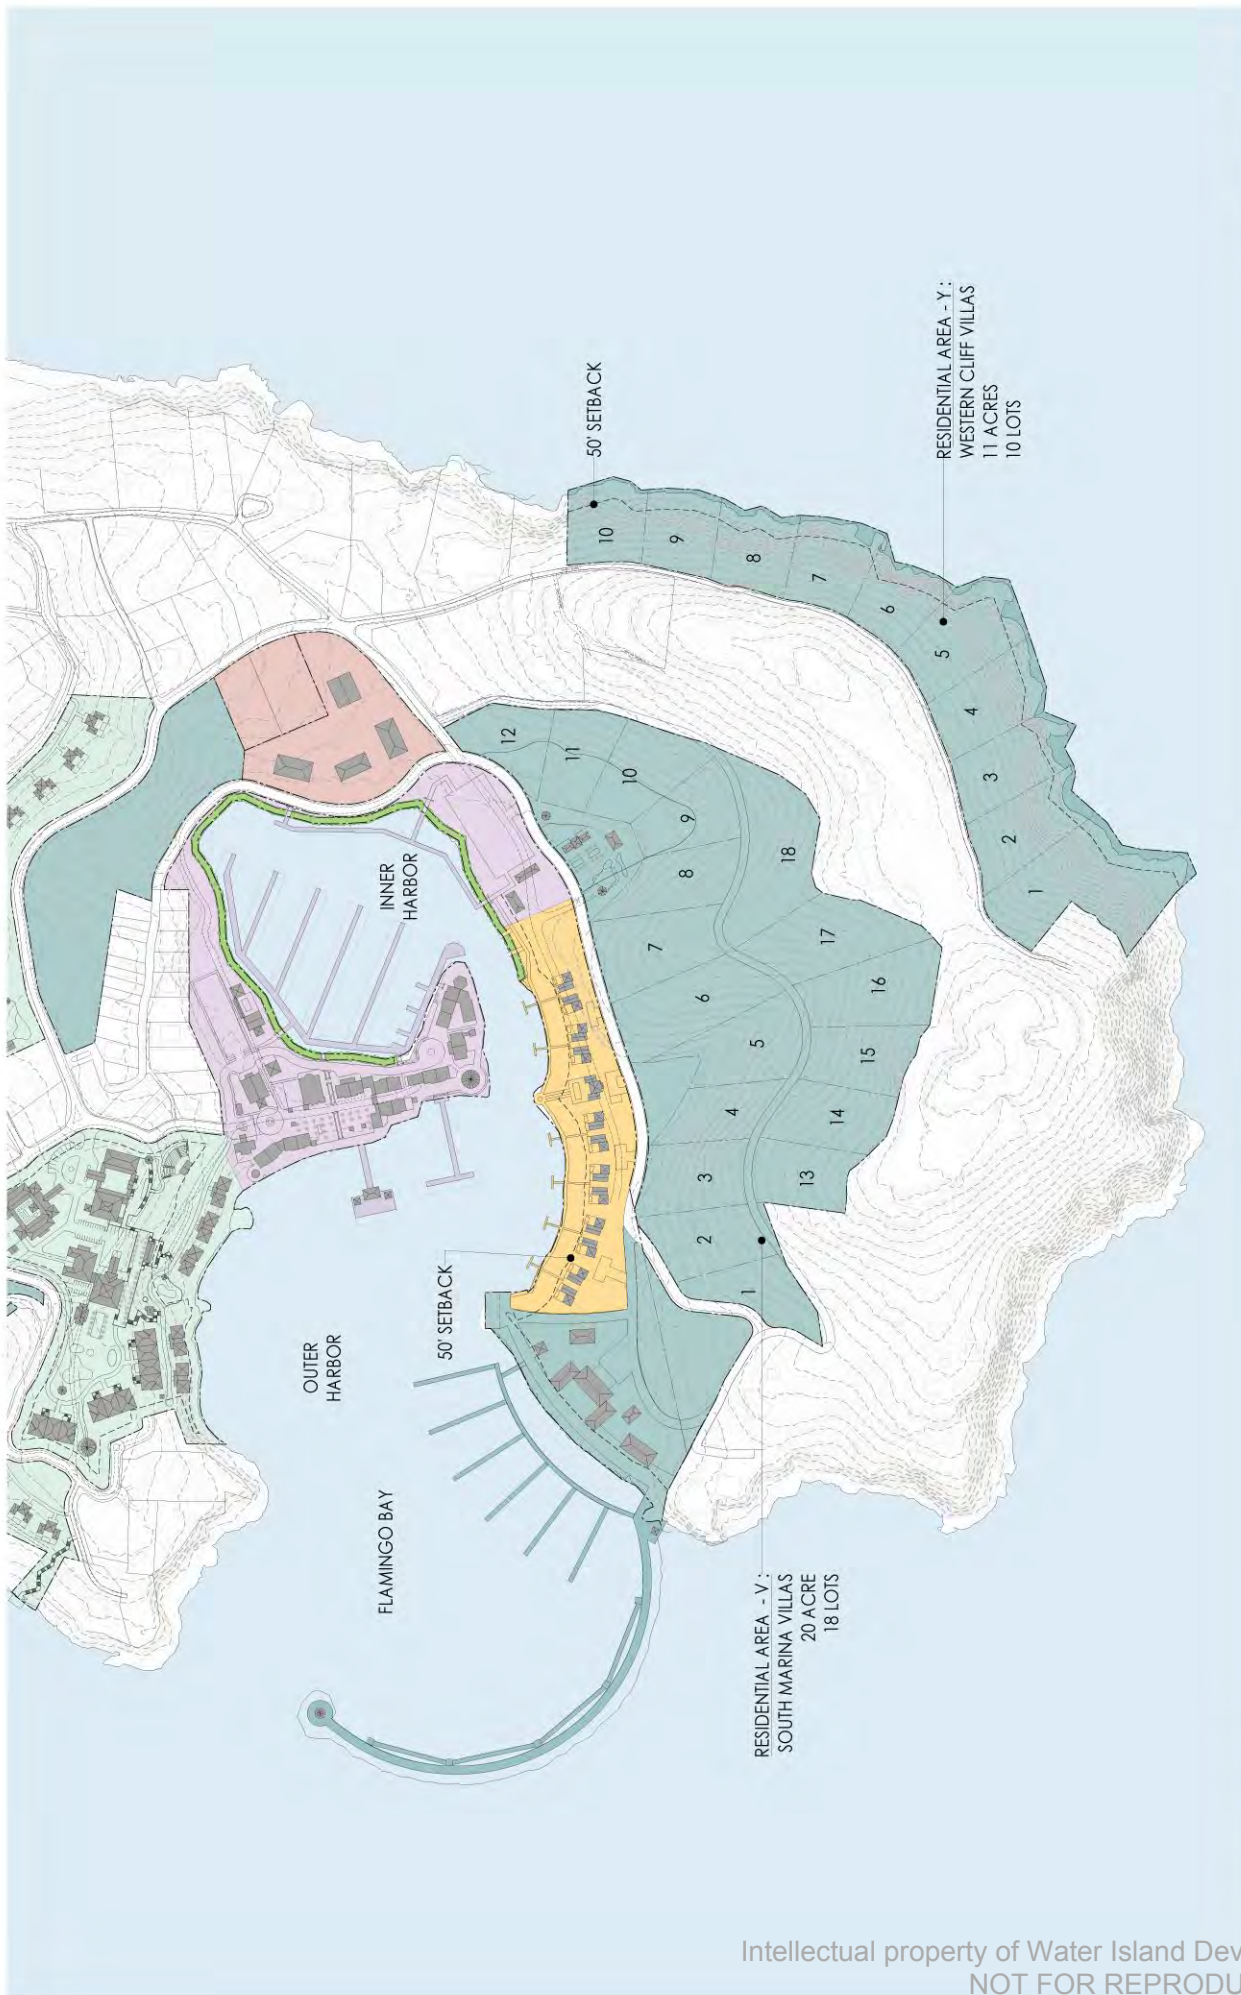 50' SETBACK
RESIDENTIAL AREA - Y :
WESTERN CLIFF VILLAS
11 ACRES
10 LOTS
10
9
8
7
6
5
4
3
2
1
INNER
HARBOR
OUTER
HARBOR
50' SETBACK
FLAMINGO BAY
12
11
10
9
8
7
6
5
4
3
2
1
18
17
16
15
14
13
RESIDENTIAL AREA - V :
SOUTH MARINA VILLAS
20 ACRE
18 LOTS
Intellectual property of Water Island Dev
NOT FOR REPRODU